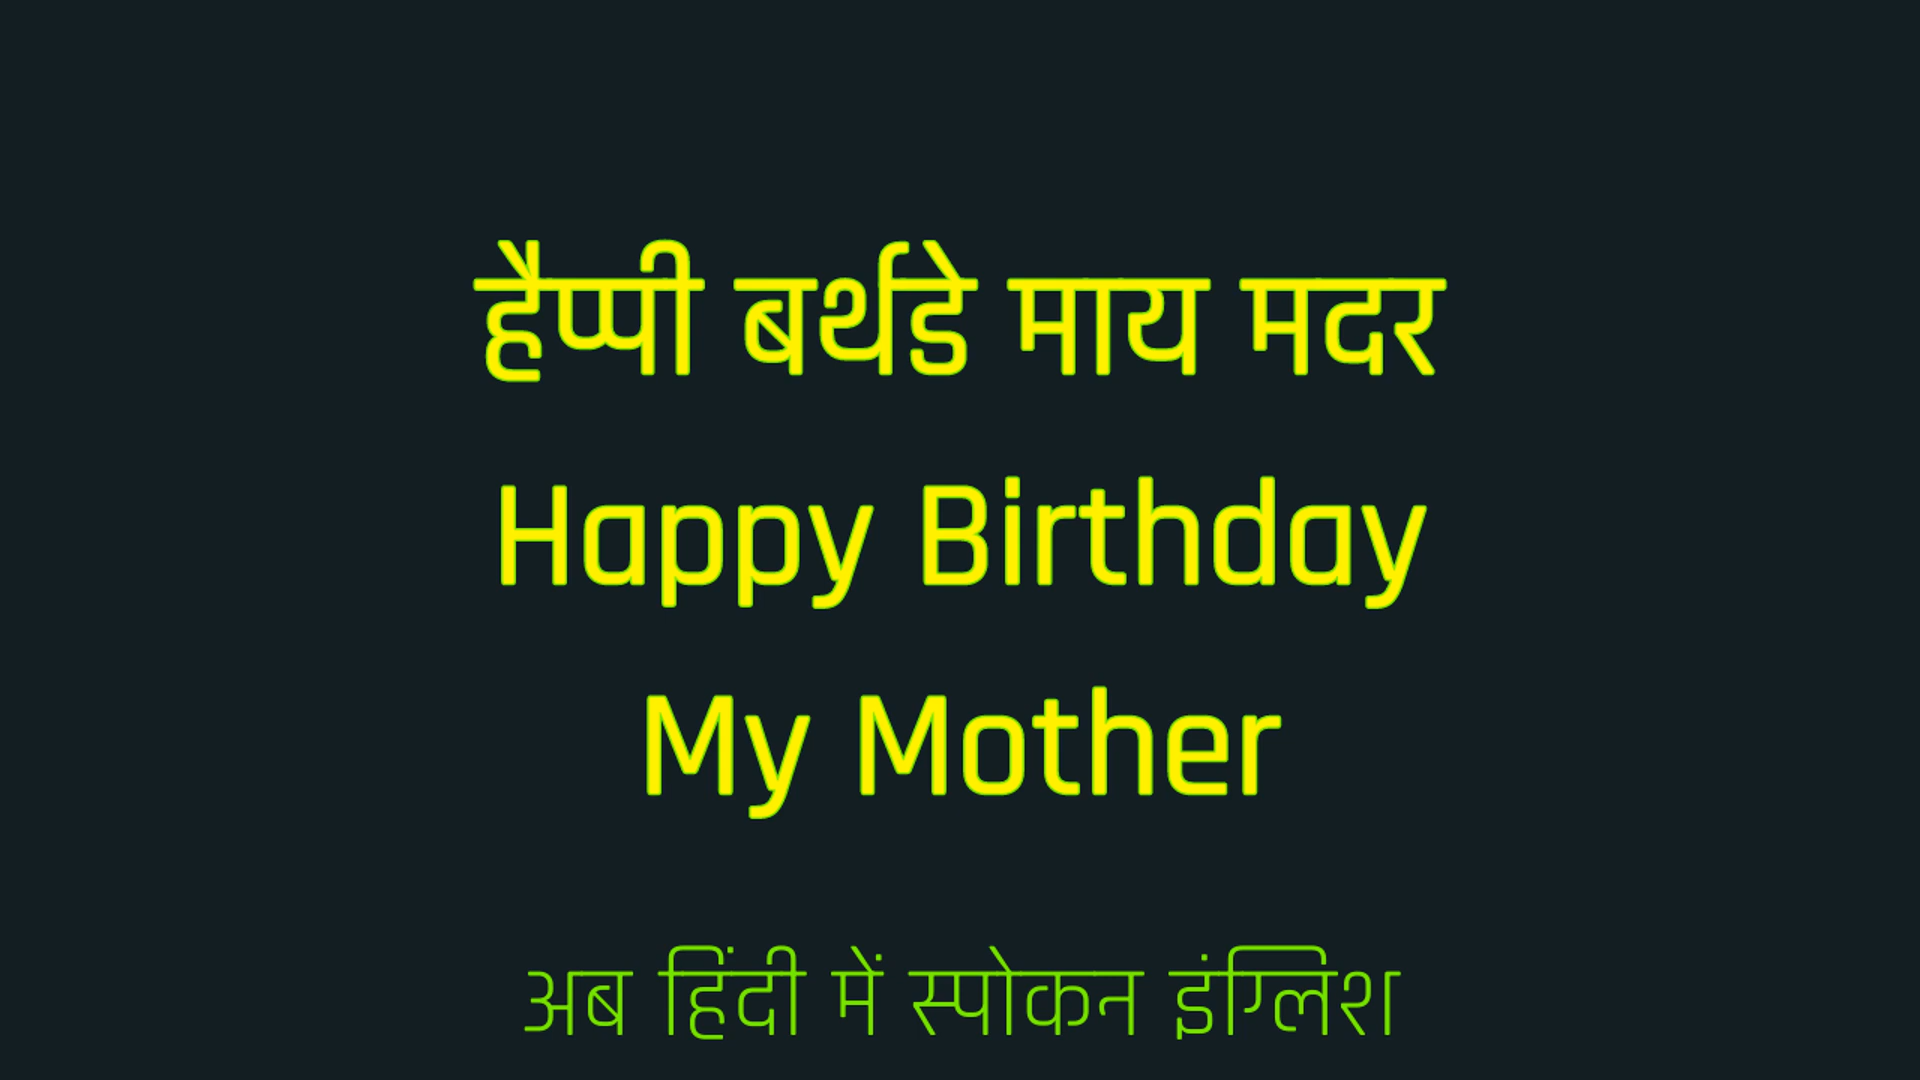 हैप्पी बर्थडे माय मदर
Happy Birthday
My Mother
अब हिंदी में स्पोकन इंग्लिश